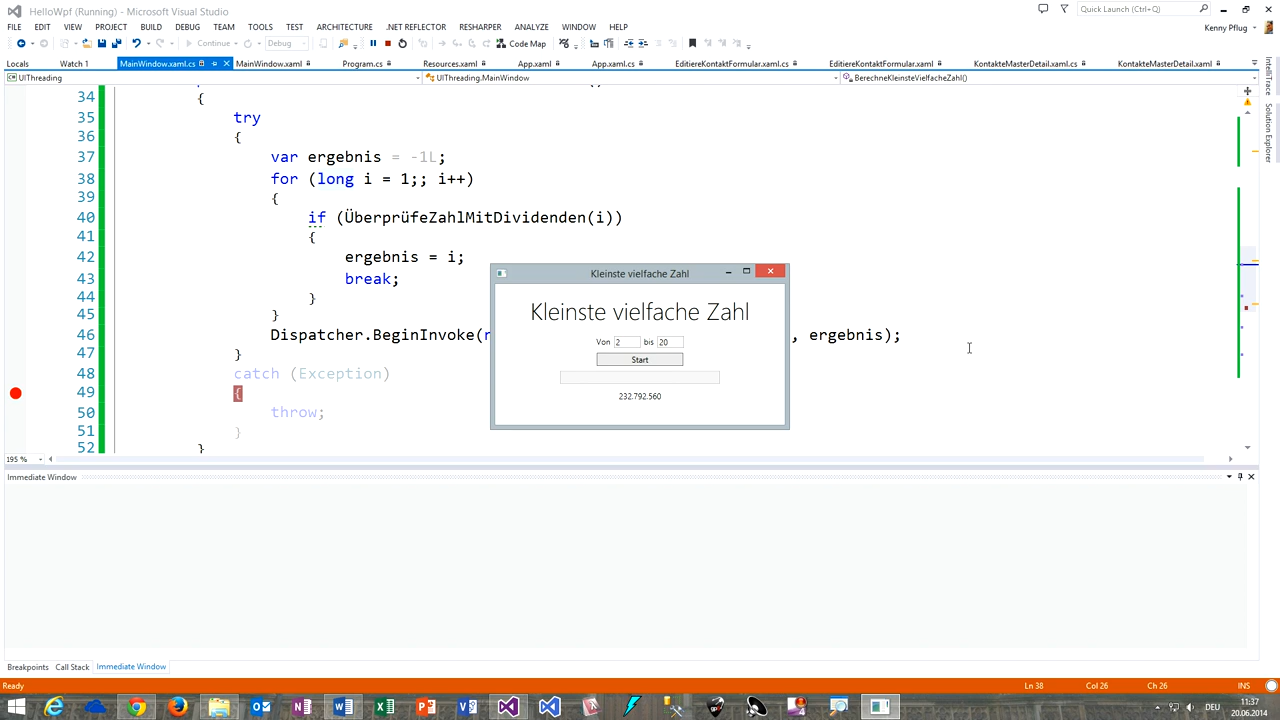 HelloWpf (Running) - Microsoft Visual Studio
Quick Launch (Ctrl+Q)
FILE EDIT VIEW PROJECT BUILD DEBUG TEAM TOOLS TEST ARCHITECTURE .NET REFLECTOR RESHARPER ANALYZE WINDOW HELP
Kenny Pflug
Continue Debug Code Map
Locals Watch 1 MainWindow.xaml.cs MainWindow.xaml Program.cs Resources.xaml App.xaml App.xaml.cs EditiereKontaktFormular.xaml.cs EditiereKontaktFormular.xaml KontakteMasterDetail.xaml.cs KontakteMasterDetail.xaml
UIThreading UIThreading.MainWindow BerechneKleinsteVielfacheZahl()
34 {
35 try
36 {
37 var ergebnis = -1L;
38 for (long i = 1;; i++)
39 {
40 if (ÜberprüfeZahlMitDividenden(i))
41 {
42 ergebnis = i;
43 break;
44 }
45 }
46 Dispatcher.BeginInvoke( , ergebnis);
47 }
48 catch (Exception)
49 {
50 throw;
51 }
52 }
Kleinste vielfache Zahl
Kleinste vielfache Zahl
Von 2 bis 20
Start
232.792.560
IntelliTrace
Solution Explorer
195 %
Immediate Window
Breakpoints Call Stack Immediate Window
Ready Ln 38 Col 26 Ch 26 INS
DEU 11:37
20.06.2014